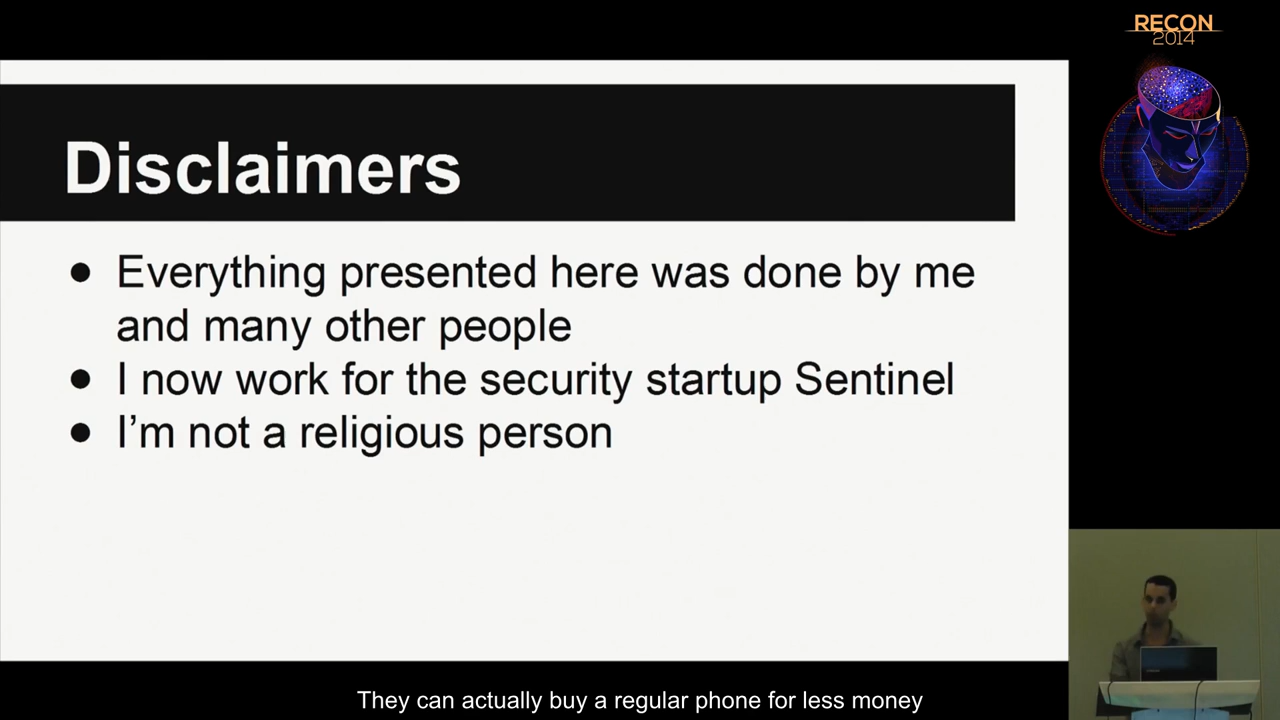 RECON
2014
Disclaimers
● Everything presented here was done by me
and many other people
● I now work for the security startup Sentinel
● I'm not a religious person
They can actually buy a regular phone for less money